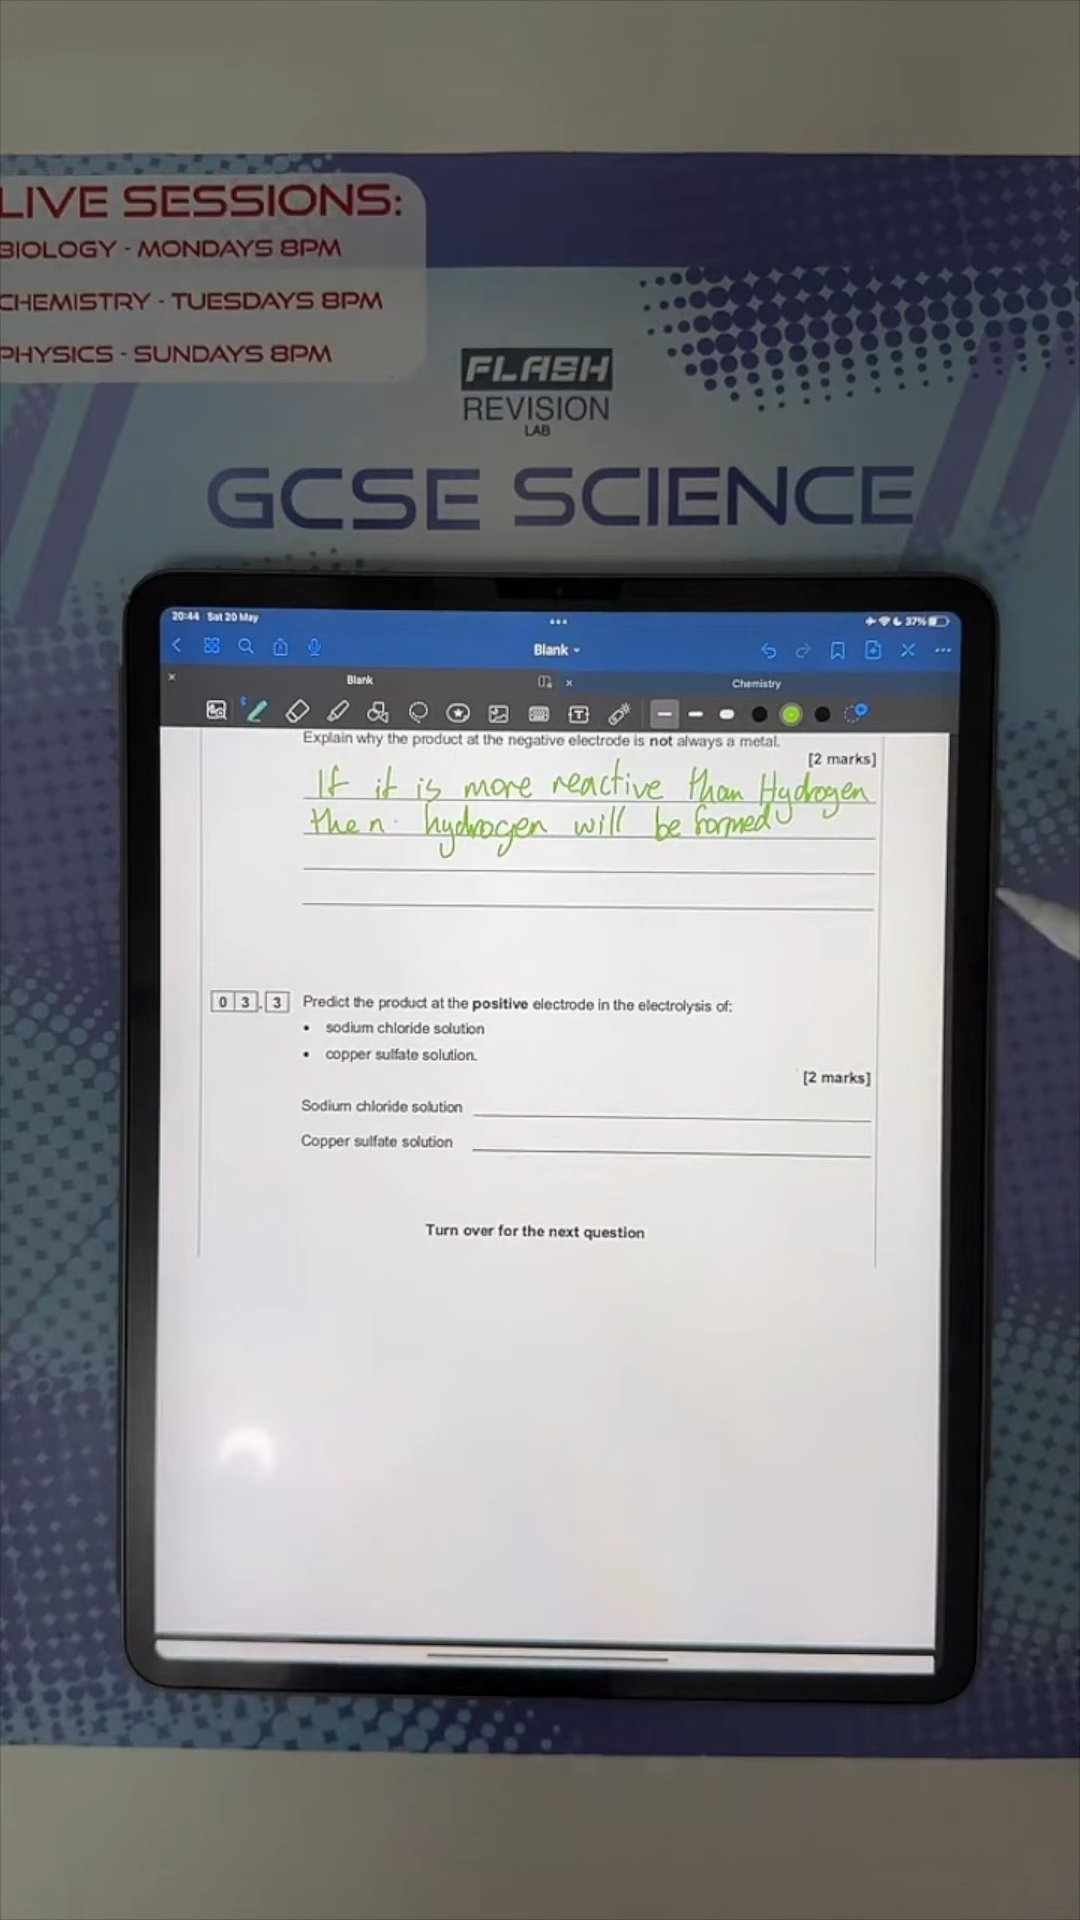 LIVE SESSIONS:
BIOLOGY - MONDAYS 8PM
CHEMISTRY - TUESDAYS 8PM
PHYSICS - SUNDAYS 8PM
FLASH
REVISION
LAB
GCSE SCIENCE
20:44 Sat 20 May
37%
Blank
Blank
Chemistry
Explain why the product at the negative electrode is not always a metal.
[2 marks]
If it is more reactive than Hydrogen
then hydrogen will be formed
0 3 . 3 Predict the product at the positive electrode in the electrolysis of:
• sodium chloride solution
• copper sulfate solution.
[2 marks]
Sodium chloride solution
Copper sulfate solution
Turn over for the next question